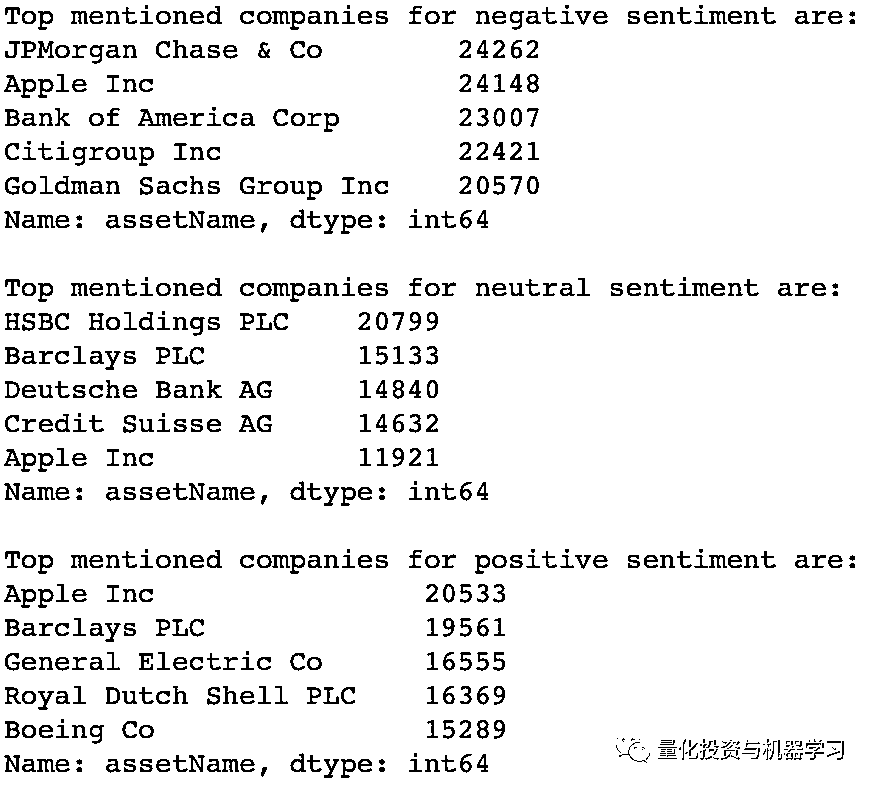 Top mentioned companies for negative sentiment are:
JPMorgan Chase & Co        24262
Apple Inc                  24148
Bank of America Corp       23007
Citigroup Inc              22421
Goldman Sachs Group Inc    20570
Name: assetName, dtype: int64
Top mentioned companies for neutral sentiment are:
HSBC Holdings PLC    20799
Barclays PLC         15133
Deutsche Bank AG     14840
Credit Suisse AG     14632
Apple Inc            11921
Name: assetName, dtype: int64
Top mentioned companies for positive sentiment are:
Apple Inc                20533
Barclays PLC             19561
General Electric Co      16555
Royal Dutch Shell PLC    16369
Boeing Co                15289
量化投资与机器学习
Name: assetName, dtype: int64